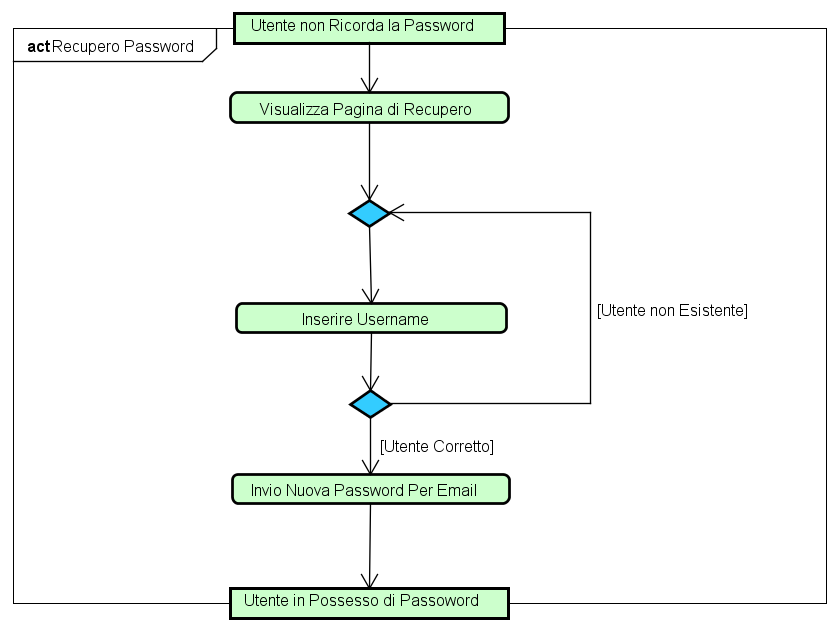 Utente non Ricorda la Password
act Recupero Password
Visualizza Pagina di Recupero
[Utente non Esistente]
Inserire Username
[Utente Corretto]
Invio Nuova Password Per Email
Utente in Possesso di Passoword